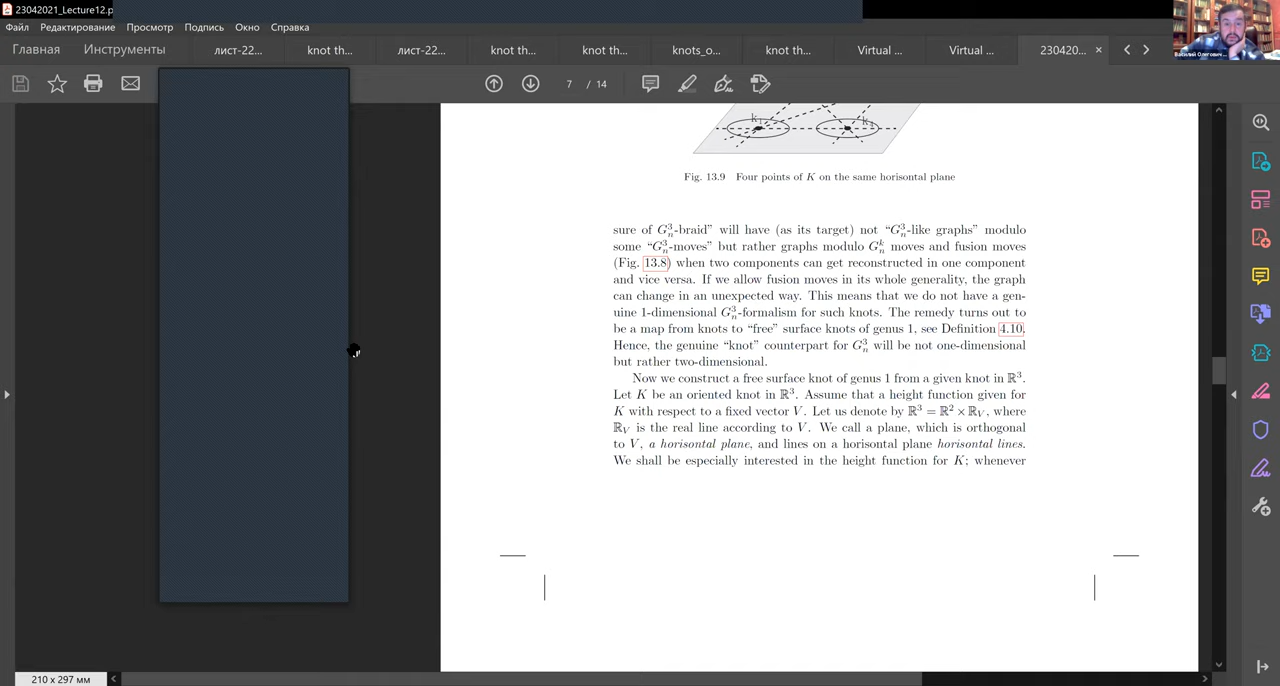 23042021_Lecture12.p
Файл Редактирование Просмотр Подпись Окно Справка
Главная Инструменты лист-22... knot th... лист-22... knot th... knot th... knots_o... knot th... Virtual ... Virtual ... 230420... ×
7 / 14
k₁
Fig. 13.9 Four points of K on the same horisontal plane
sure of G³ₙ-braid” will have (as its target) not “G³ₙ-like graphs” modulo
some “G³ₙ-moves” but rather graphs modulo Gᵏₙ moves and fusion moves
(Fig. 13.8) when two components can get reconstructed in one component
and vice versa. If we allow fusion moves in its whole generality, the graph
can change in an unexpected way. This means that we do not have a gen-
uine 1-dimensional G³ₙ-formalism for such knots. The remedy turns out to
be a map from knots to “free” surface knots of genus 1, see Definition 4.10.
Hence, the genuine “knot” counterpart for G³ₙ will be not one-dimensional
but rather two-dimensional.
Now we construct a free surface knot of genus 1 from a given knot in ℝ³.
Let K be an oriented knot in ℝ³. Assume that a height function given for
K with respect to a fixed vector V. Let us denote by ℝ³ = ℝ² × ℝᵥ, where
ℝᵥ is the real line according to V. We call a plane, which is orthogonal
to V, a horisontal plane, and lines on a horisontal plane horisontal lines.
We shall be especially interested in the height function for K; whenever
210 x 297 мм